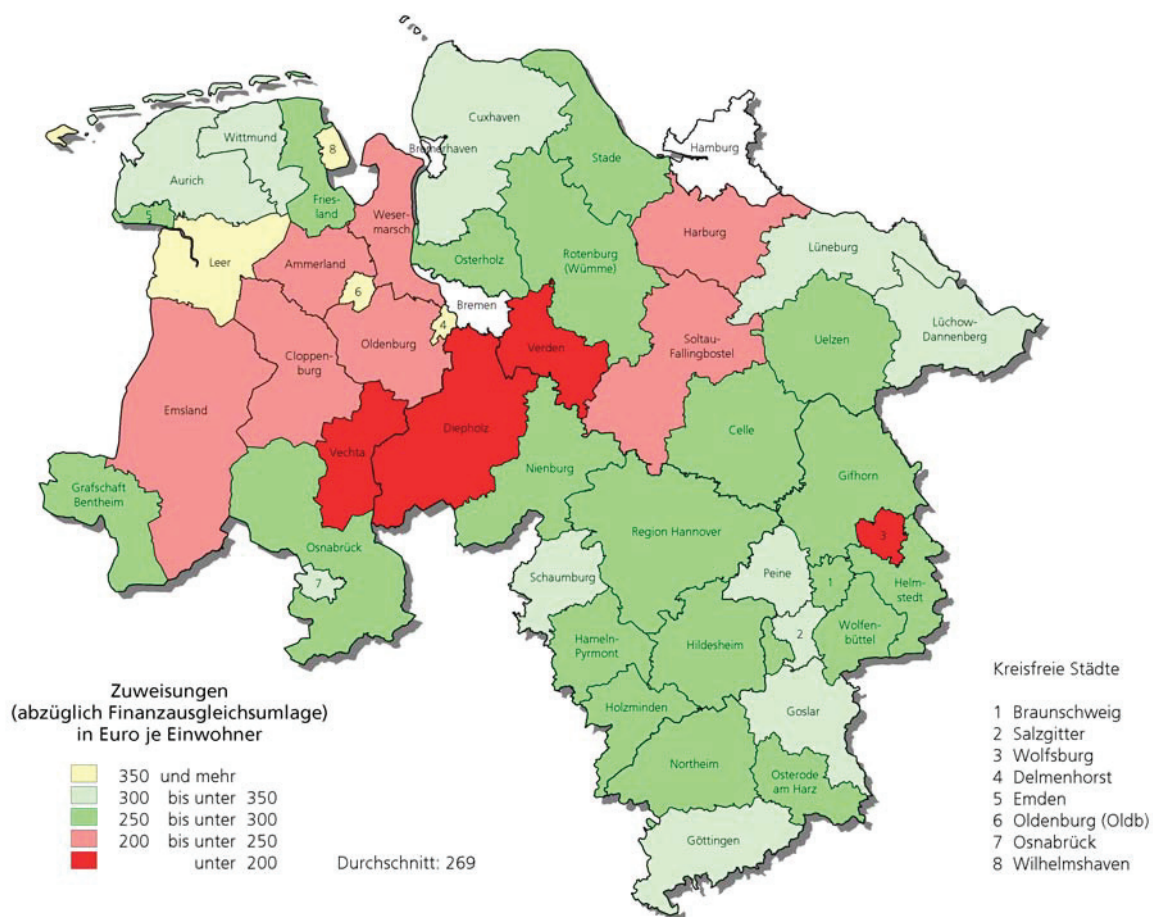 Cuxhaven
Wittmund
8
Bremerhaven
Stade
Hamburg
Aurich
5
Fries-
land
Weser-
marsch
Leer
Ammerland
Osterholz
Rotenburg
(Wümme)
Harburg
Lüneburg
6
Bremen
4
Lüchow-
Dannenberg
Oldenburg
Verden
Soltau-
Fallingbostel
Uelzen
Cloppen-
burg
Emsland
Diepholz
Celle
Vechta
Nienburg
Gifhorn
Grafschaft
Bentheim
Region Hannover
3
Osnabrück
7
Schaumburg
Peine
1
Helm-
stedt
Hameln-
Pyrmont
Hildesheim
2
Wolfen-
büttel
Holzminden
Goslar
Northeim
Osterode
am Harz
Göttingen
Zuweisungen
(abzüglich Finanzausgleichsumlage)
in Euro je Einwohner
350 und mehr
300 bis unter 350
250 bis unter 300
200 bis unter 250
unter 200
Durchschnitt: 269
Kreisfreie Städte
1 Braunschweig
2 Salzgitter
3 Wolfsburg
4 Delmenhorst
5 Emden
6 Oldenburg (Oldb)
7 Osnabrück
8 Wilhelmshaven